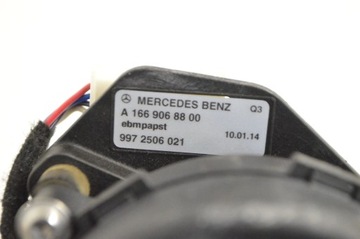 MERCEDES BENZ Q3
A 166 906 88 00
ebmpapst
997 2506 021 10.01.14